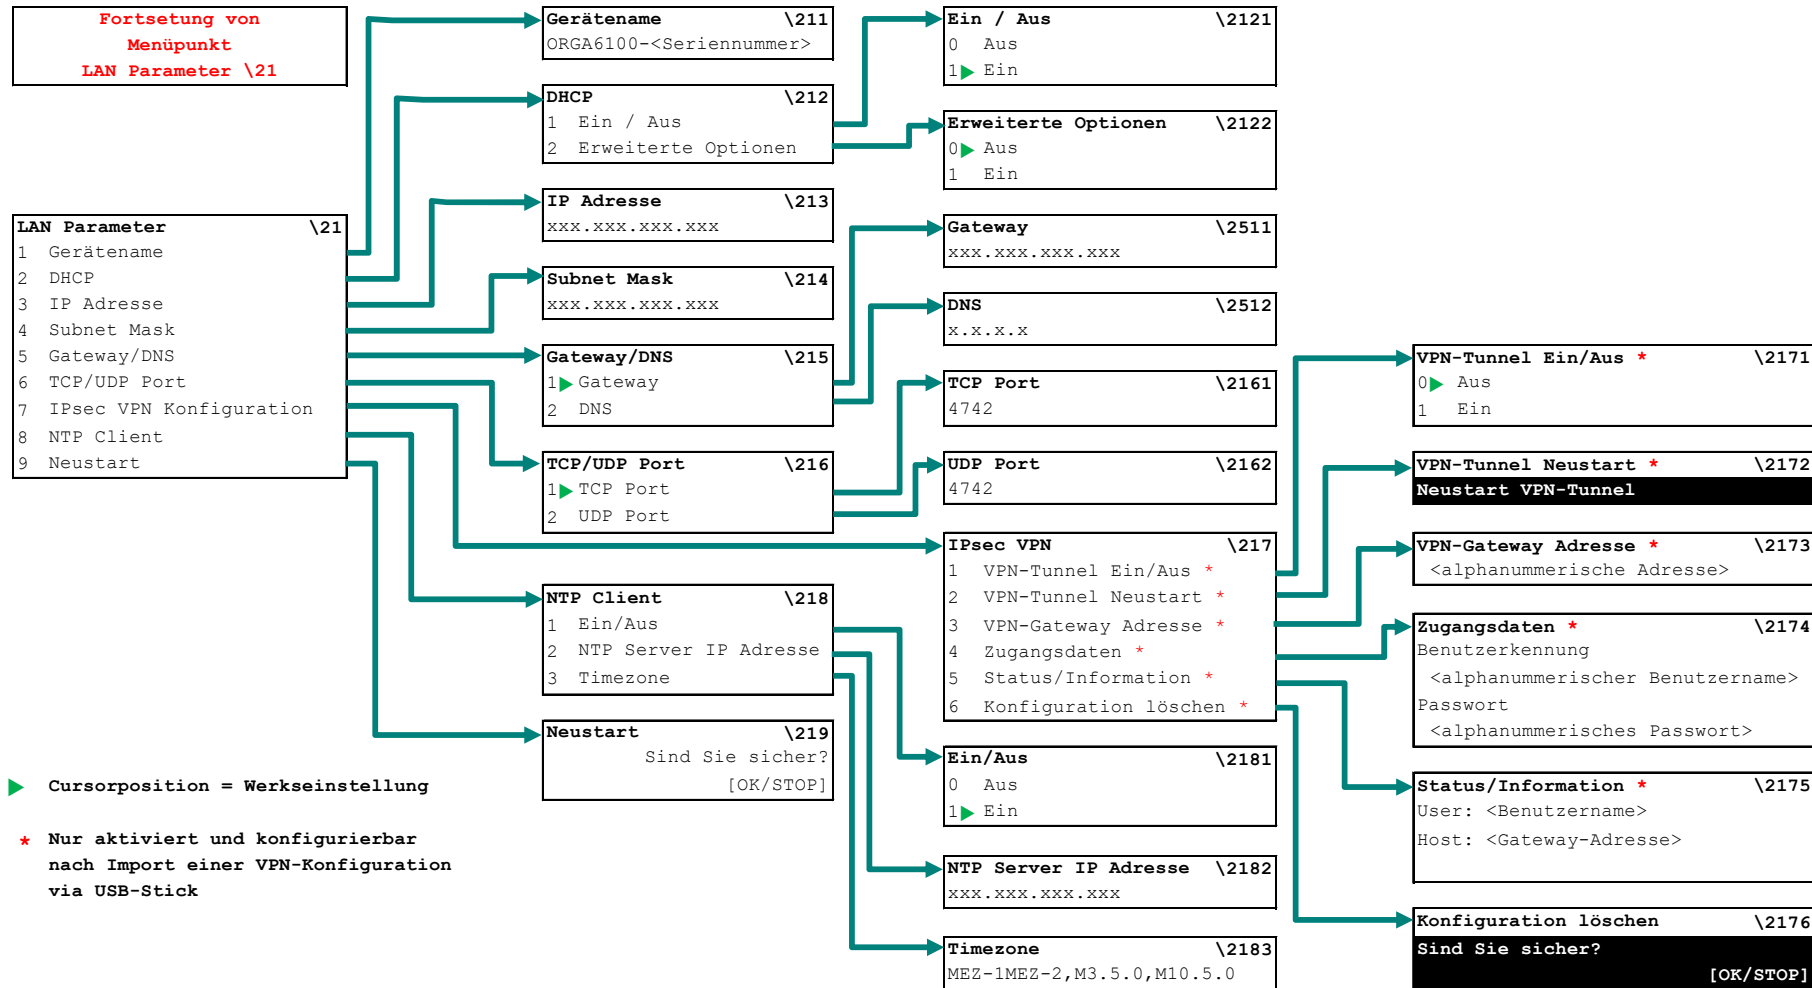 Fortsetung von
Menüpunkt
LAN Parameter \21
LAN Parameter \21
1 Gerätename
2 DHCP
3 IP Adresse
4 Subnet Mask
5 Gateway/DNS
6 TCP/UDP Port
7 IPsec VPN Konfiguration
8 NTP Client
9 Neustart
Cursorposition = Werkseinstellung
* Nur aktiviert und konfigurierbar
nach Import einer VPN-Konfiguration
via USB-Stick
Gerätename \211
ORGA6100-<Seriennummer>
DHCP \212
1 Ein / Aus
2 Erweiterte Optionen
IP Adresse \213
xxx.xxx.xxx.xxx
Subnet Mask \214
xxx.xxx.xxx.xxx
Gateway/DNS \215
1 Gateway
2 DNS
TCP/UDP Port \216
1 TCP Port
2 UDP Port
NTP Client \218
1 Ein/Aus
2 NTP Server IP Adresse
3 Timezone
Neustart \219
Sind Sie sicher?
[OK/STOP]
Ein / Aus \2121
0 Aus
1 Ein
Erweiterte Optionen \2122
0 Aus
1 Ein
Gateway \2511
xxx.xxx.xxx.xxx
DNS \2512
x.x.x.x
TCP Port \2161
4742
UDP Port \2162
4742
IPsec VPN \217
1 VPN-Tunnel Ein/Aus *
2 VPN-Tunnel Neustart *
3 VPN-Gateway Adresse *
4 Zugangsdaten *
5 Status/Information *
6 Konfiguration löschen *
Ein/Aus \2181
0 Aus
1 Ein
NTP Server IP Adresse \2182
xxx.xxx.xxx.xxx
Timezone \2183
MEZ-1MEZ-2,M3.5.0,M10.5.0
VPN-Tunnel Ein/Aus * \2171
0 Aus
1 Ein
VPN-Tunnel Neustart * \2172
Neustart VPN-Tunnel
VPN-Gateway Adresse * \2173
<alphanummerische Adresse>
Zugangsdaten * \2174
Benutzerkennung
<alphanummerischer Benutzername>
Passwort
<alphanummerisches Passwort>
Status/Information * \2175
User: <Benutzername>
Host: <Gateway-Adresse>
Konfiguration löschen \2176
Sind Sie sicher?
[OK/STOP]